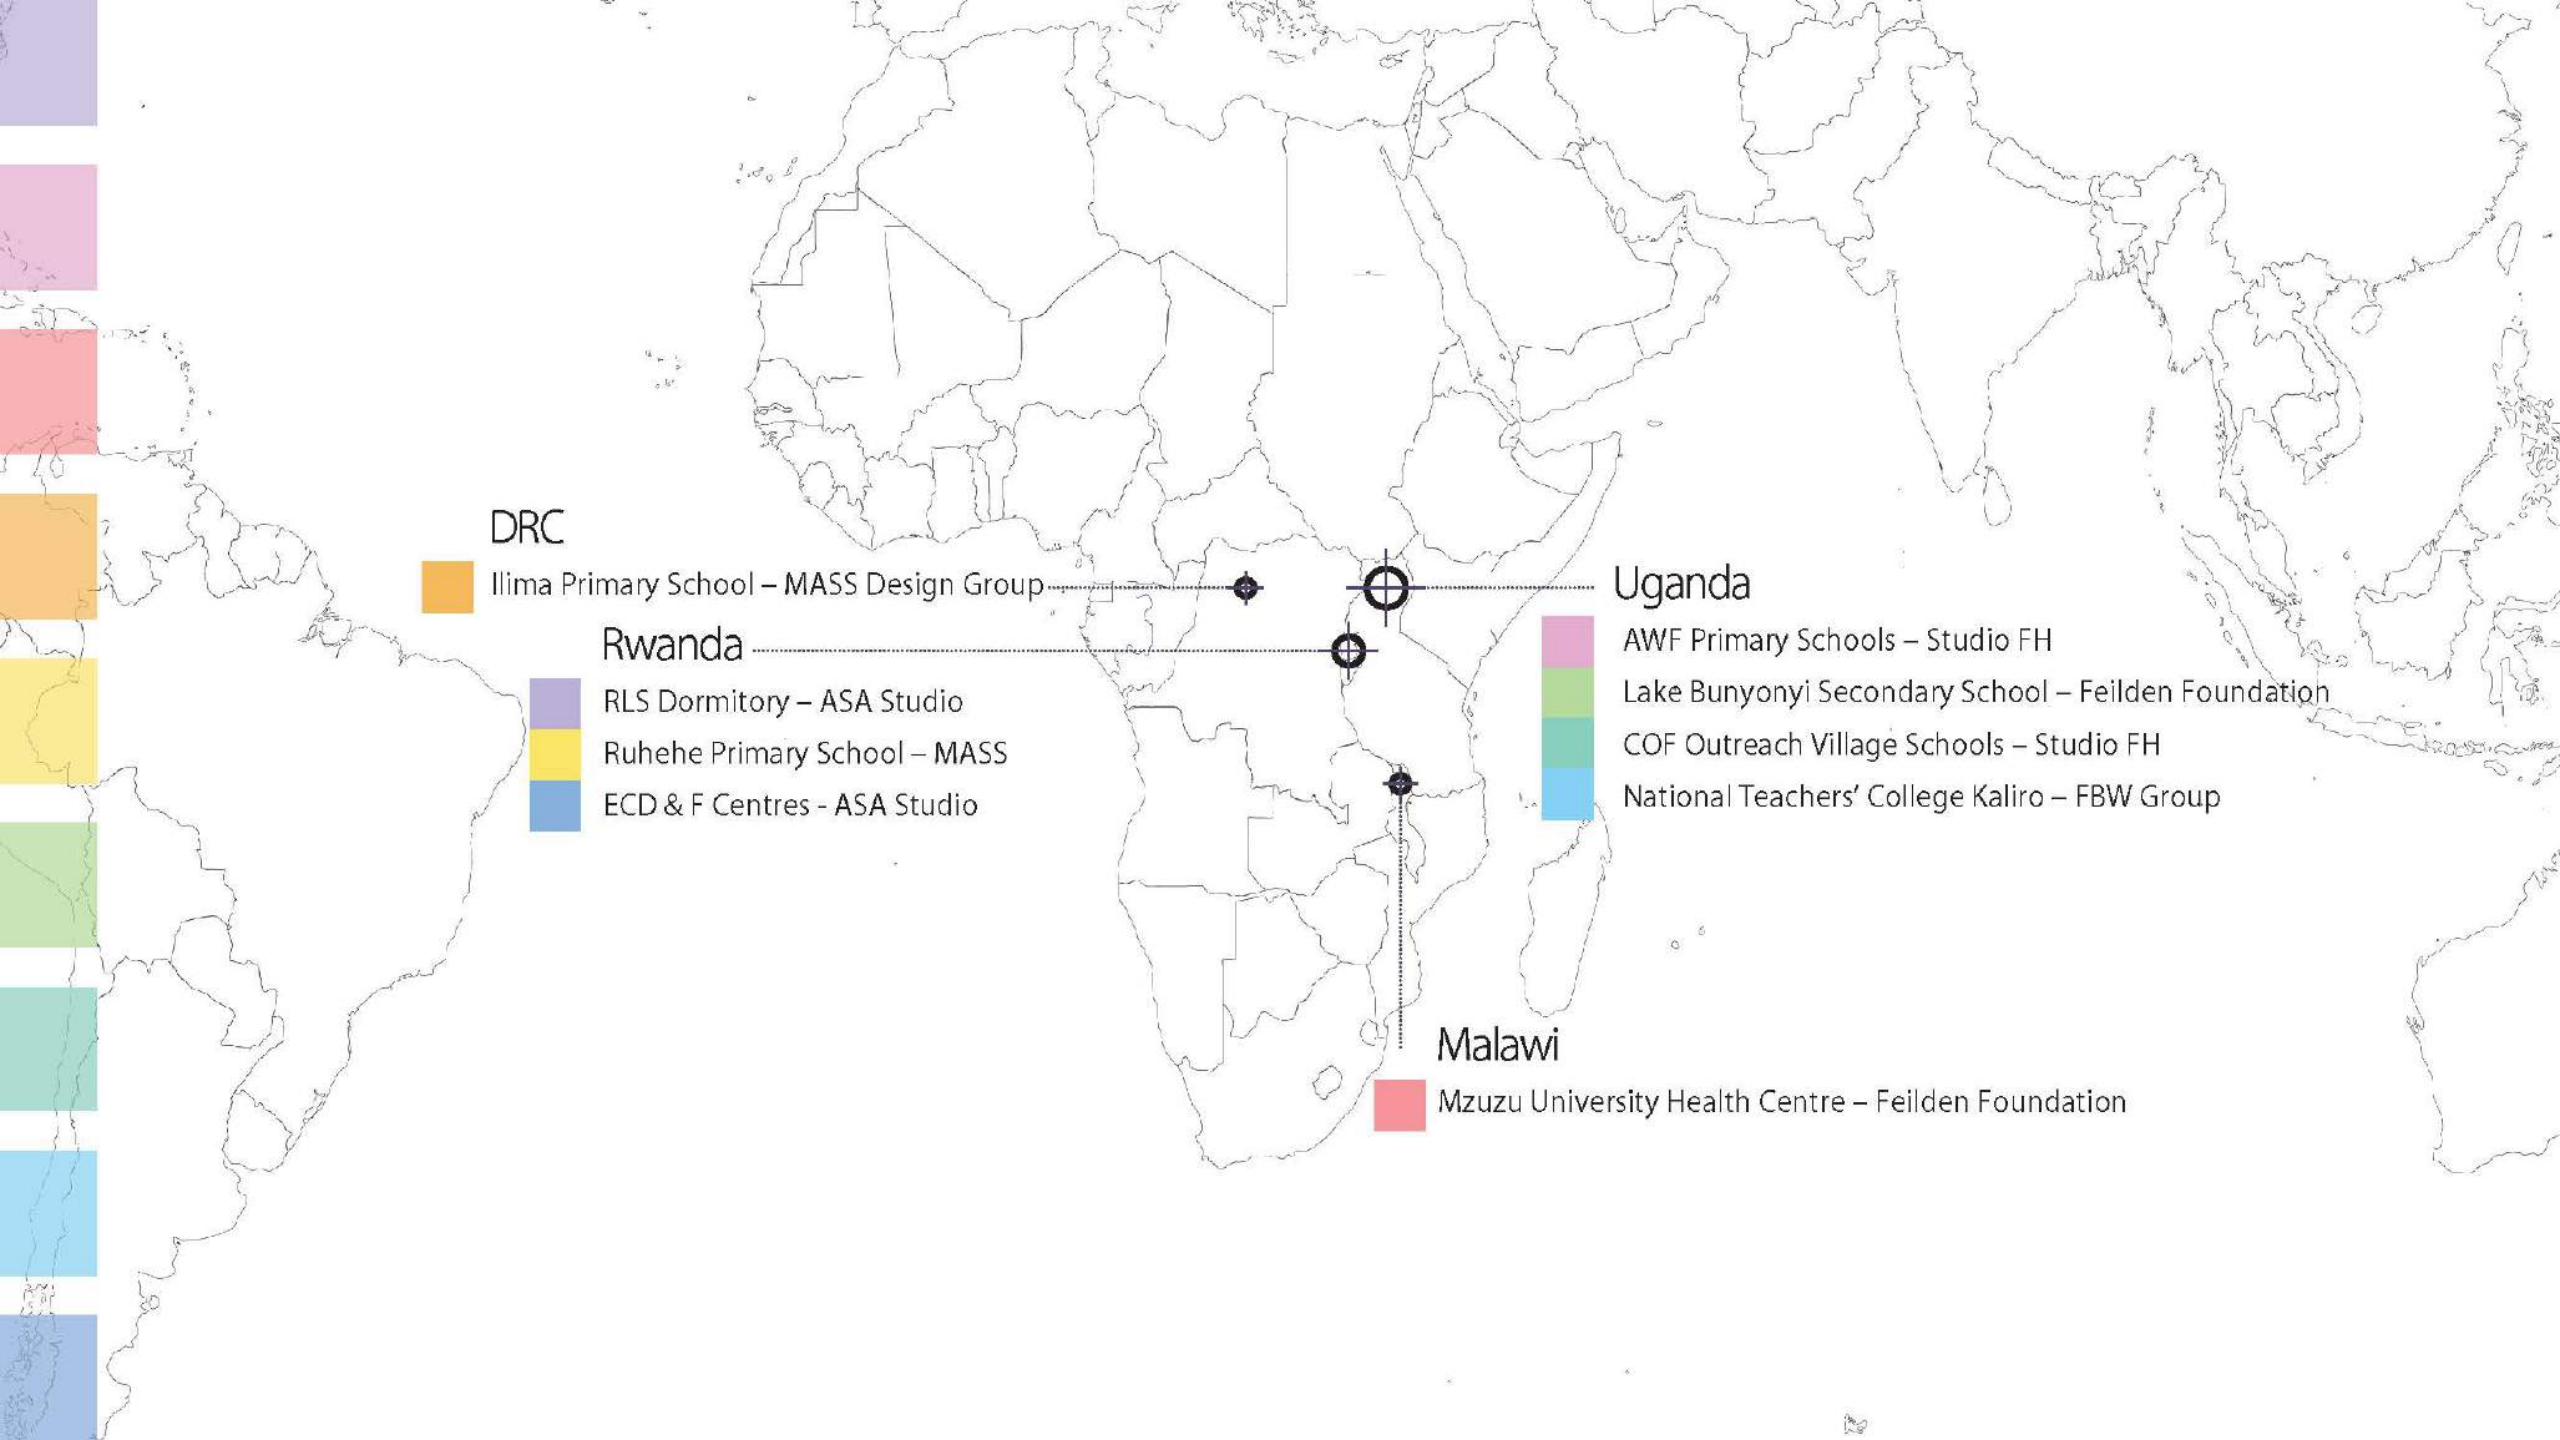 DRC
Ilima Primary School – MASS Design Group
Rwanda
RLS Dormitory – ASA Studio
Ruhehe Primary School – MASS
ECD & F Centres - ASA Studio
Uganda
AWF Primary Schools – Studio FH
Lake Bunyonyi Secondary School – Feilden Foundation
COF Outreach Village Schools – Studio FH
National Teachers' College Kaliro – FBW Group
Malawi
Mzuzu University Health Centre – Feilden Foundation